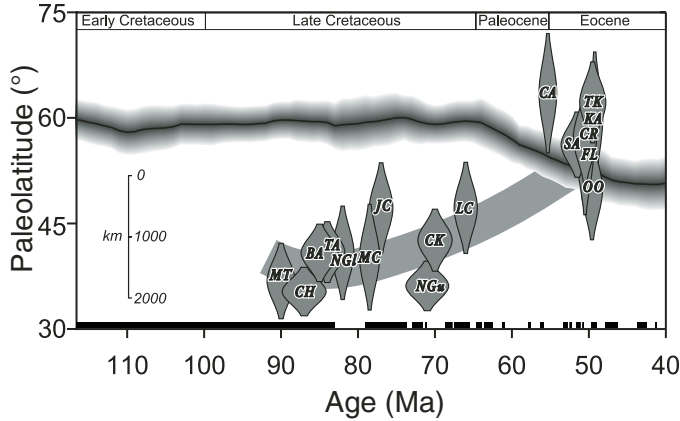 75
Early Cretaceous
Late Cretaceous
Paleocene
Eocene
60
45
30
Paleolatitude (°)
0
km
1000
2000
CA
TK
KA
CR
SA
FL
OO
JC
LC
TA
BA
NGl
MC
CK
MT
CH
NGu
110
100
90
80
70
60
50
40
Age (Ma)